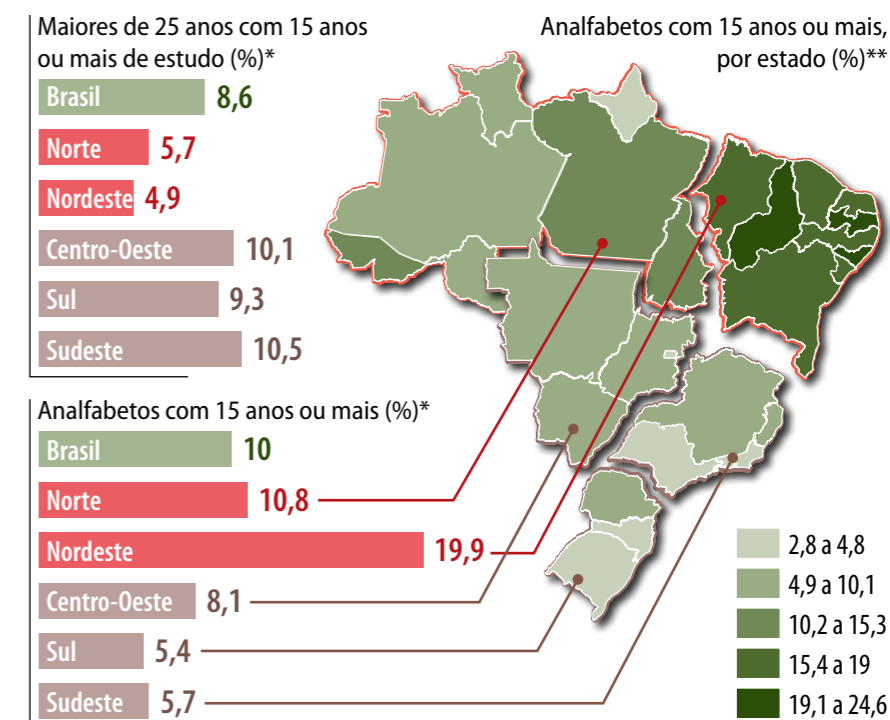 Maiores de 25 anos com 15 anos
ou mais de estudo (%)*
Brasil 8,6
Norte 5,7
Nordeste 4,9
Centro-Oeste 10,1
Sul 9,3
Sudeste 10,5
Analfabetos com 15 anos ou mais (%)*
Brasil 10
Norte 10,8
Nordeste 19,9
Centro-Oeste 8,1
Sul 5,4
Sudeste 5,7
Analfabetos com 15 anos ou mais,
por estado (%)**
2,8 a 4,8
4,9 a 10,1
10,2 a 15,3
15,4 a 19
19,1 a 24,6